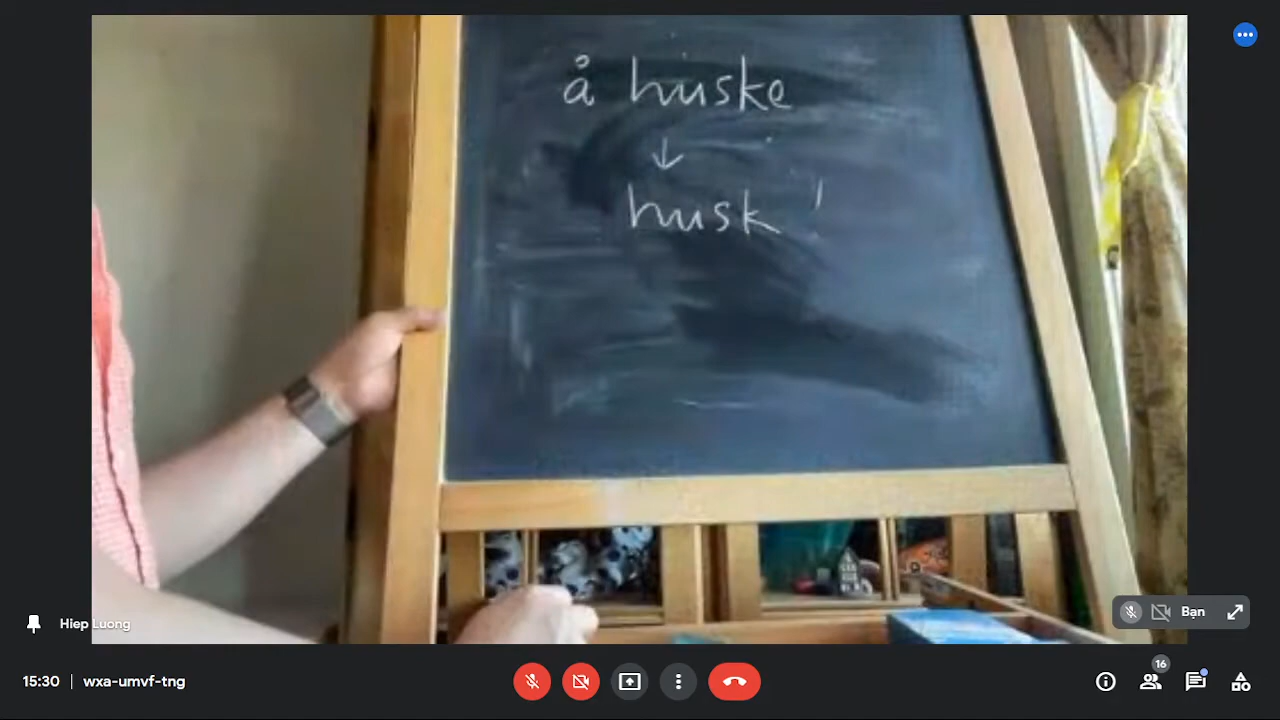 å huske
↓
husk !
Hiep Luong
Bạn
15:30 | wxa-umvf-tng
16